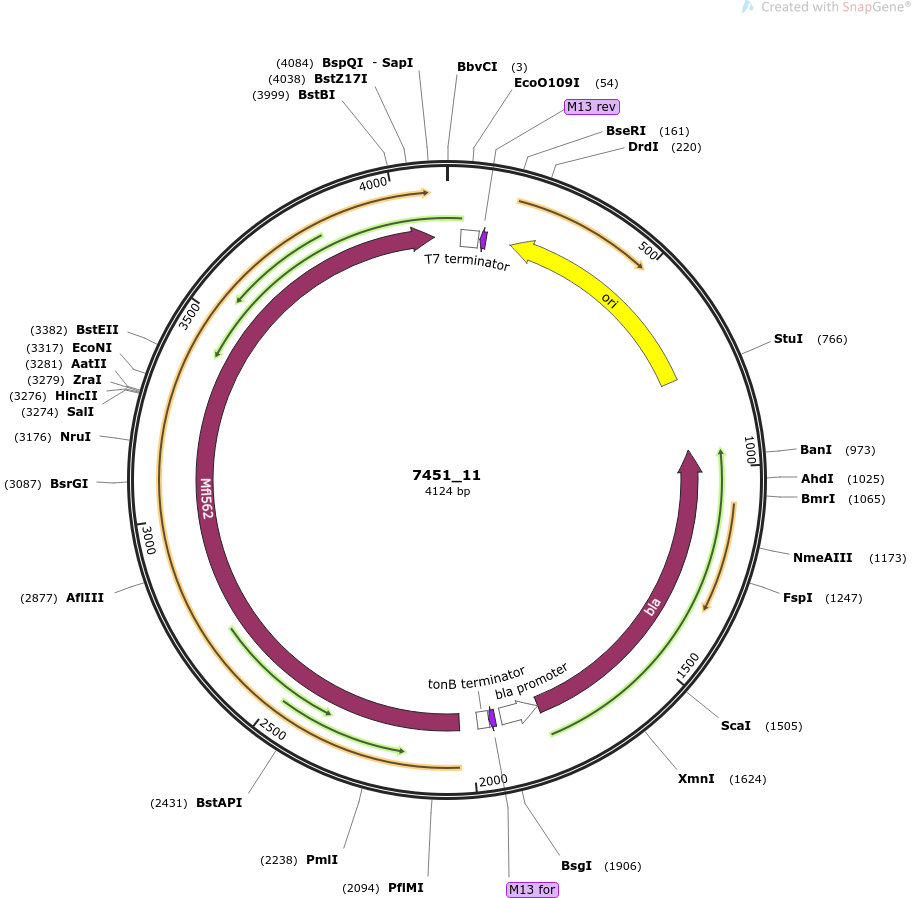 Created with SnapGene®
(4084) BspQI - SapI
(4038) BstZ17I
(3999) BstBI
BbvCI (3)
EcoO109I (54)
M13 rev
BseRI (161)
DrdI (220)
4000
500
T7 terminator
ori
3500
(3382) BstEII
(3317) EcoNI
(3281) AatII
(3279) ZraI
(3276) HincII
(3274) SalI
(3176) NruI
(3087) BsrGI
StuI (766)
1000
BanI (973)
AhdI (1025)
BmrI (1065)
7451_11
4124 bp
Mfl562
3000
NmeAIII (1173)
FspI (1247)
(2877) AflIII
bla
1500
tonB terminator
bla promoter
2500
2000
ScaI (1505)
XmnI (1624)
(2431) BstAPI
(2238) PmlI
(2094) PflMI
BsgI (1906)
M13 for